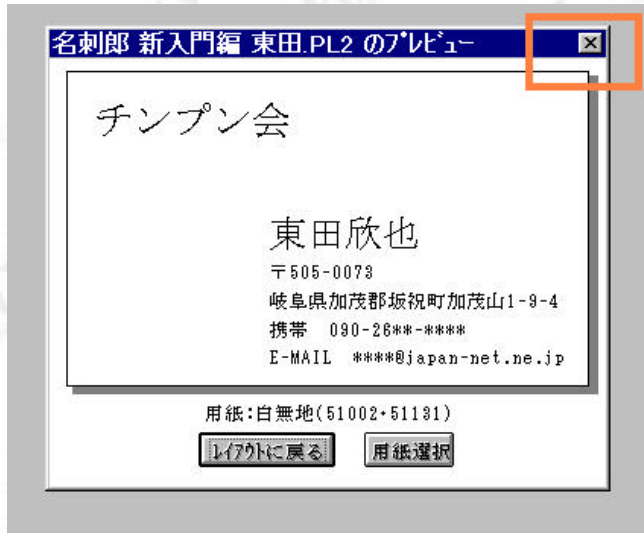 名刺郎 新入門編 東田.PL2 のﾌﾟﾚﾋﾞｭｰ
チンプン会
東田欣也
〒505-0073
岐阜県加茂郡坂祝町加茂山1-9-4
携帯 090-26**-****
E-MAIL ****@japan-net.ne.jp
用紙:白無地(51002・51131)
ﾚｲｱｳﾄに戻る 用紙選択